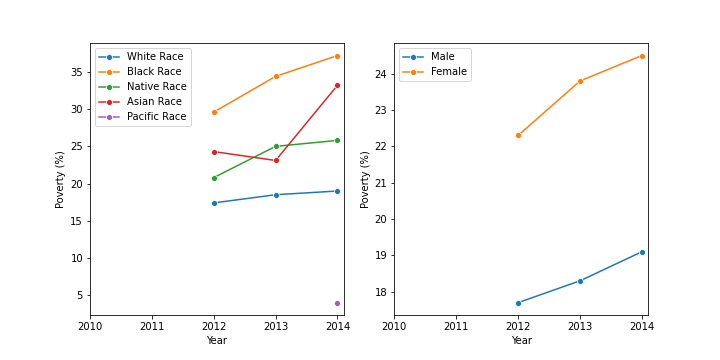 White Race
Black Race
Native Race
Asian Race
Pacific Race
Poverty (%)
35
30
25
20
15
10
5
2010 2011 2012 2013 2014
Year
Male
Female
Poverty (%)
24
23
22
21
20
19
18
2010 2011 2012 2013 2014
Year